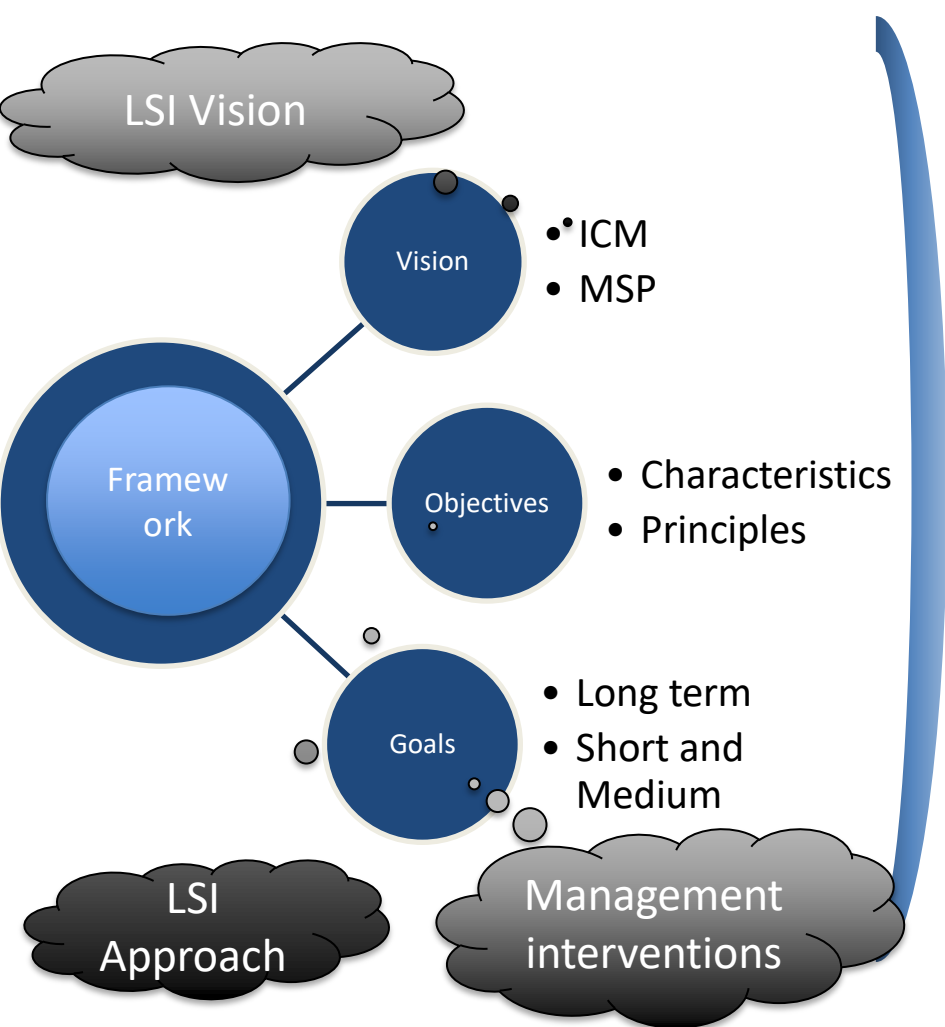 LSI Vision
Vision
• ICM
• MSP
Framew
ork
Objectives
• Characteristics
• Principles
Goals
• Long term
• Short and
Medium
LSI
Approach
Management
interventions